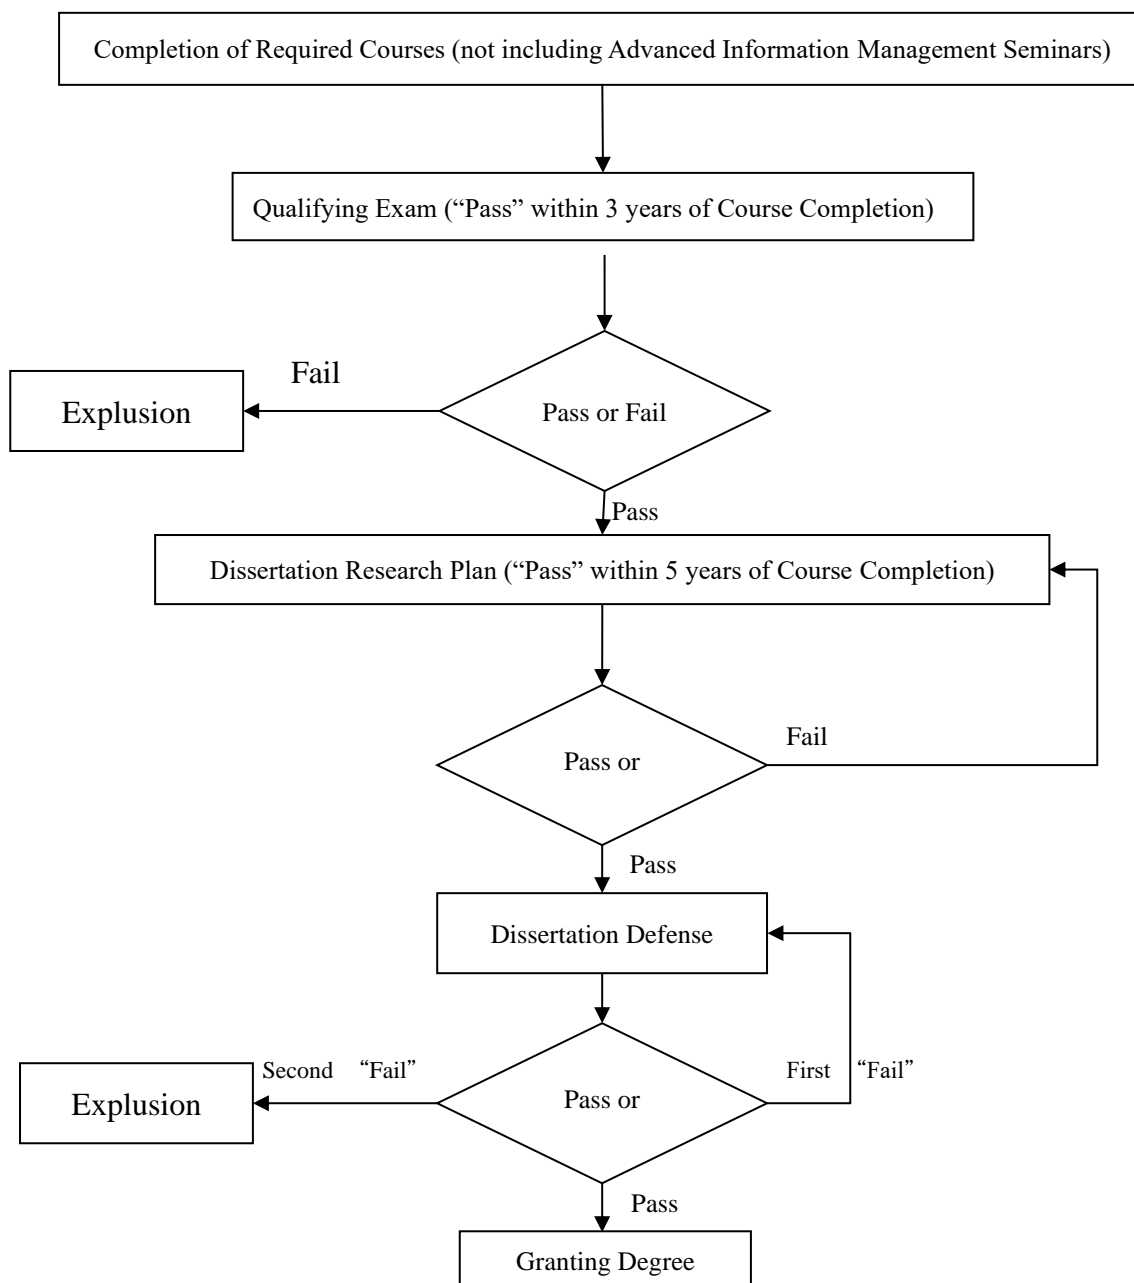 Completion of Required Courses (not including Advanced Information Management Seminars)
Qualifying Exam (“Pass” within 3 years of Course Completion)
Fail
Explusion
Pass or Fail
Pass
Dissertation Research Plan (“Pass” within 5 years of Course Completion)
Fail
Pass or
Pass
Dissertation Defense
Second “Fail”
First “Fail”
Explusion
Pass or
Pass
Granting Degree